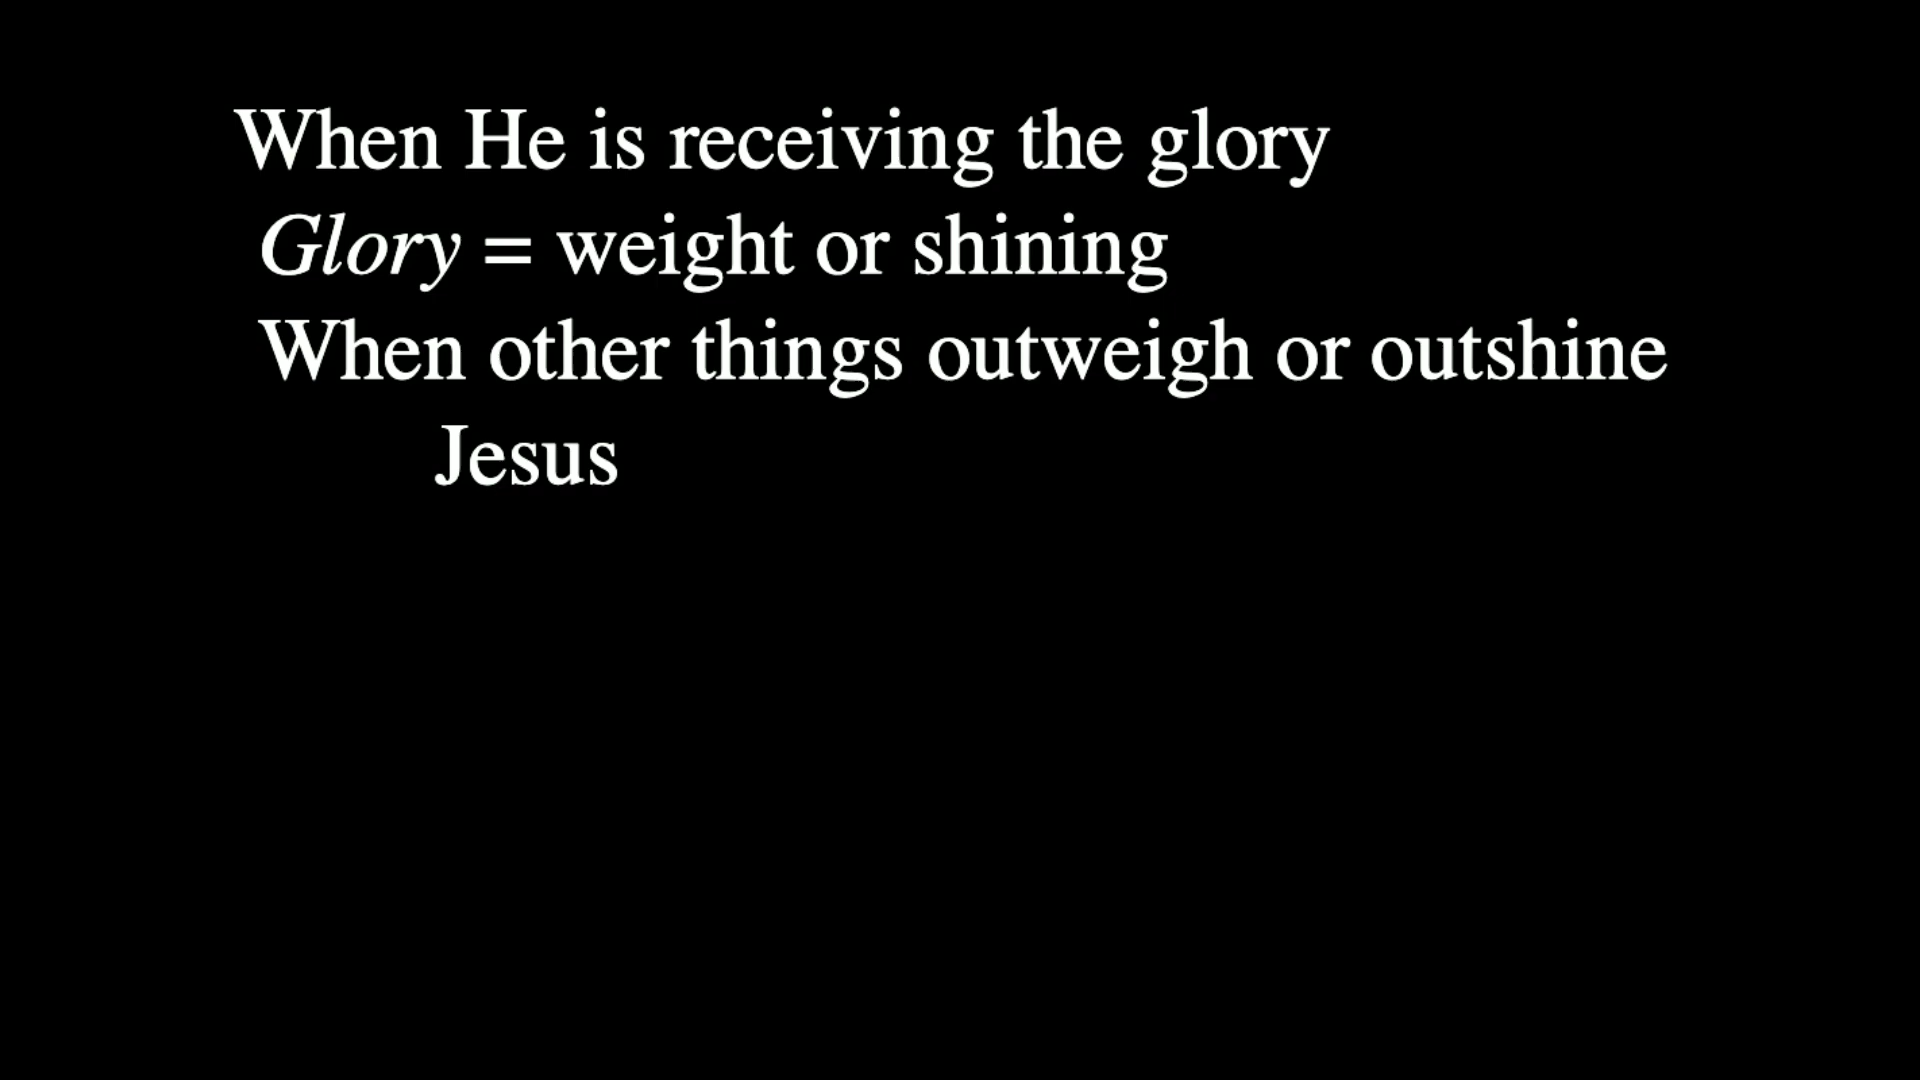 When He is receiving the glory
Glory = weight or shining
When other things outweigh or outshine
Jesus